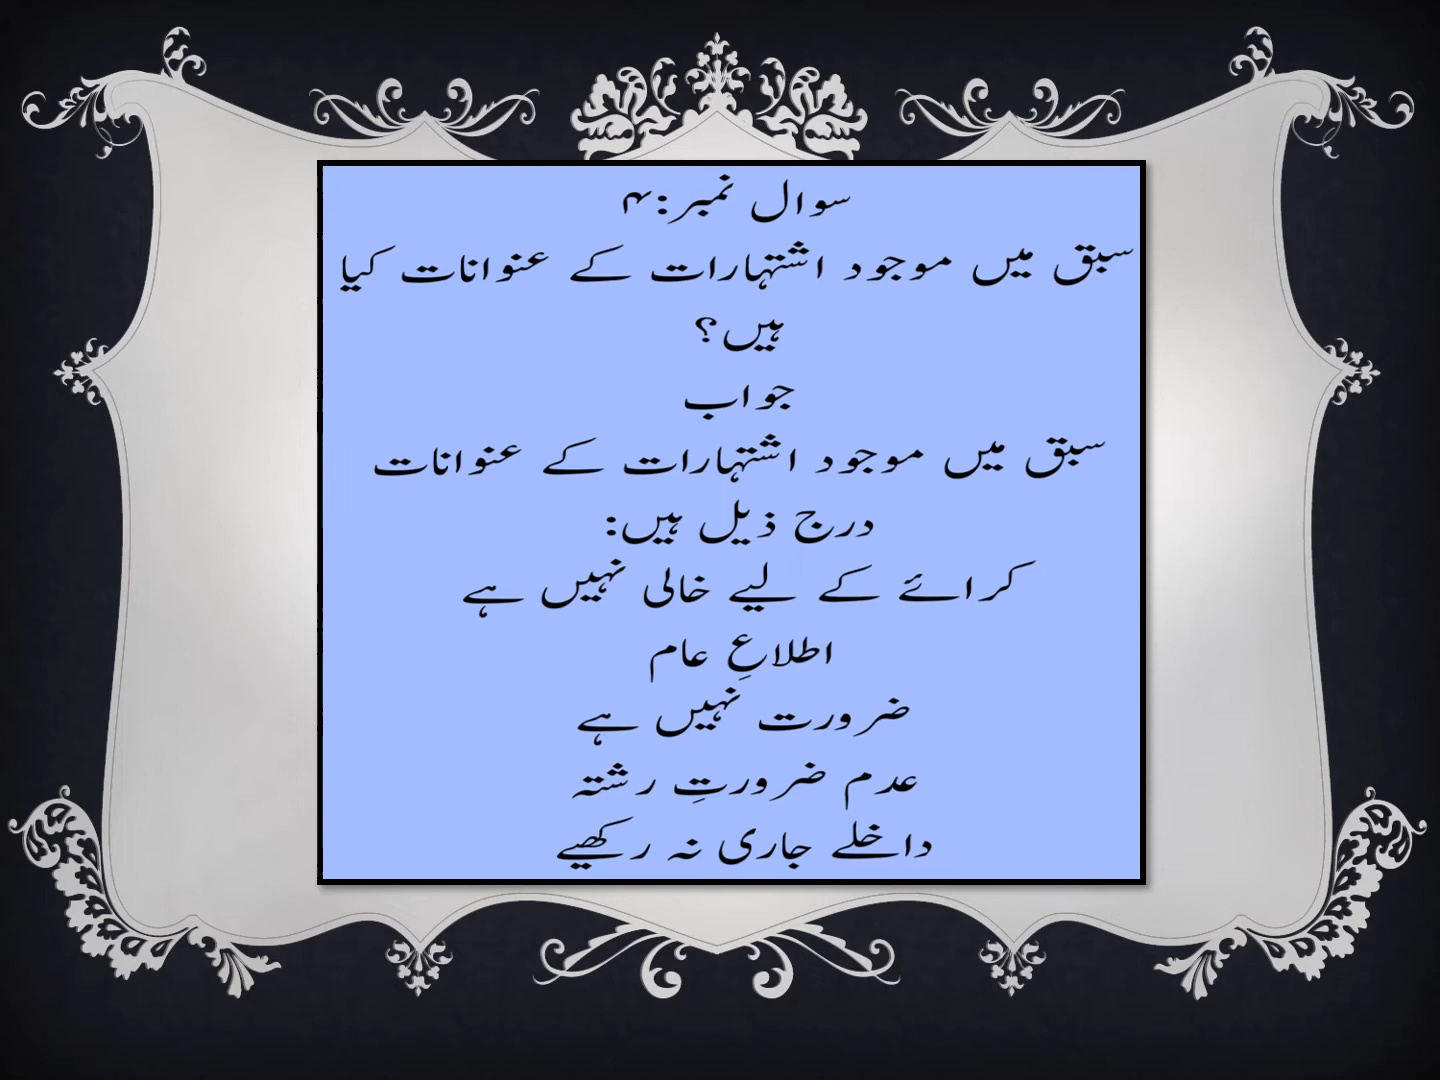 سوال نمبر:۴
سبق میں موجود اشتہارات کے عنوانات کیا
ہیں؟
جواب
سبق میں موجود اشتہارات کے عنوانات
درج ذیل ہیں:
کرائے کے لیے خالی نہیں ہے
اطلاعِ عام
ضرورت نہیں ہے
عدم ضرورتِ رشتہ
داخلے جاری نہ رکھیے